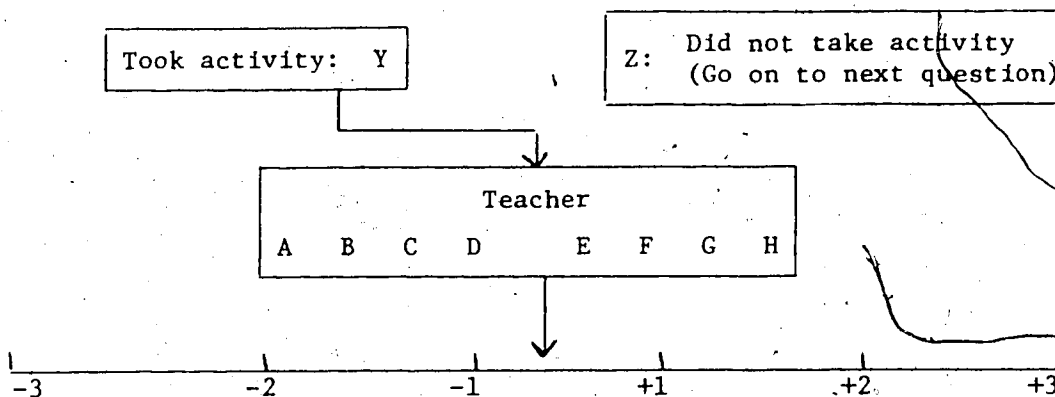 Took activity: Y
Z: Did not take activity
(Go on to next question)
Teacher
A B C D E F G H
-3 -2 -1 +1 +2 +3